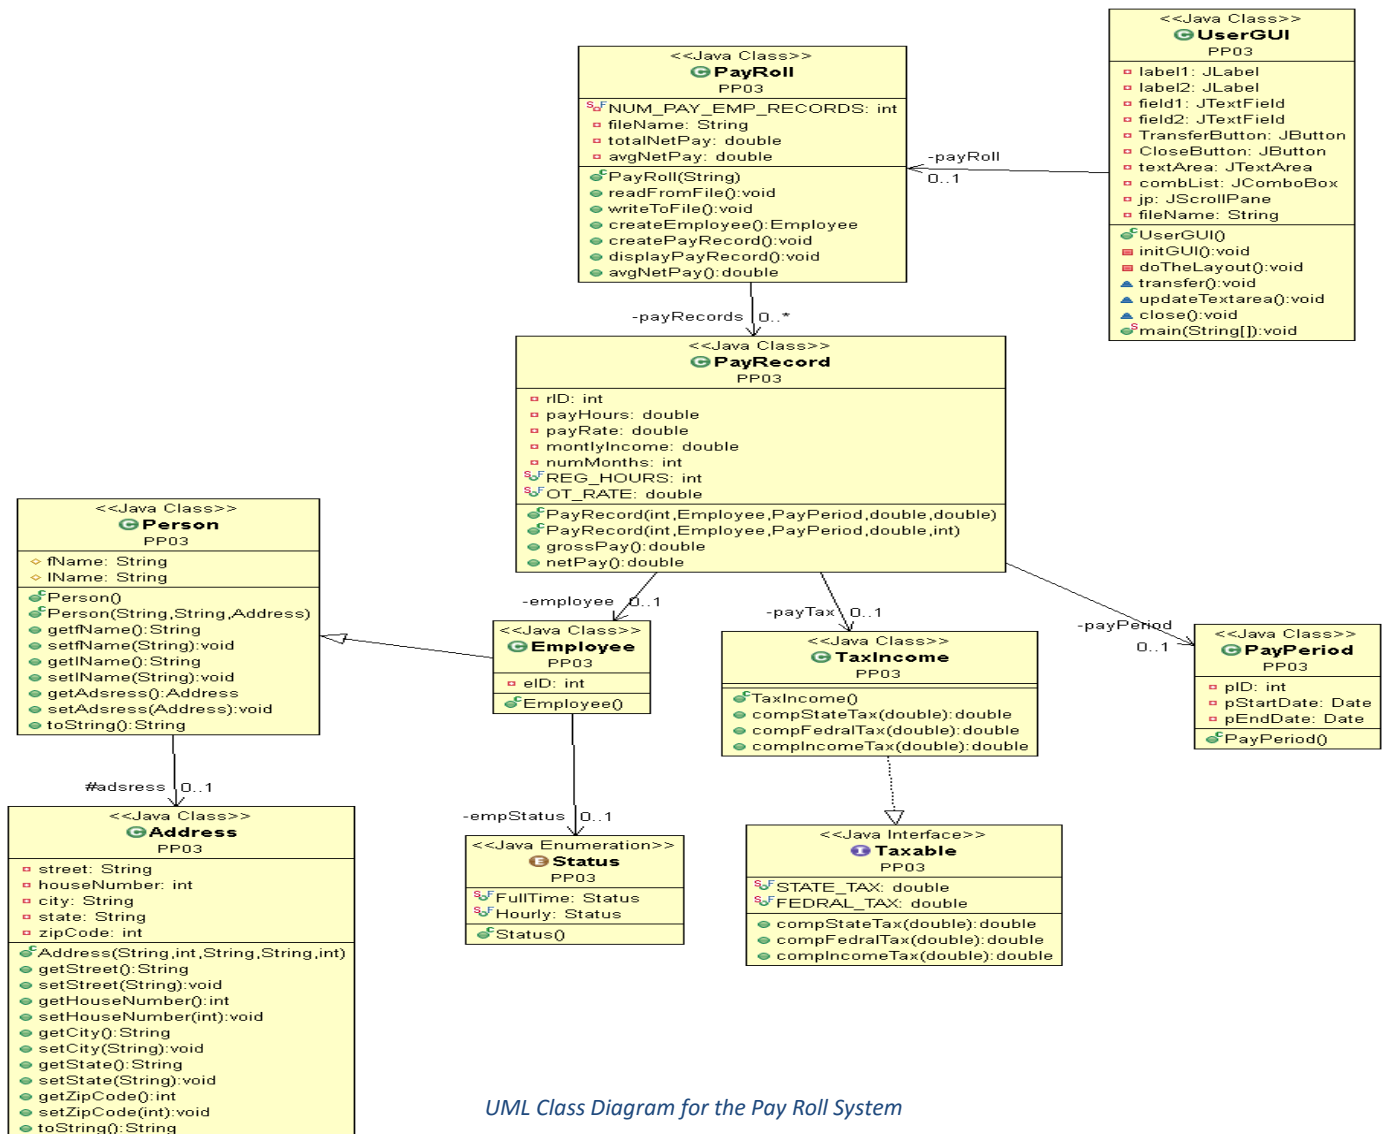 <<Java Class>>
PayRoll
PP03
NUM_PAY_EMP_RECORDS: int
fileName: String
totalNetPay: double
avgNetPay: double
PayRoll(String)
readFromFile():void
writeToFile():void
createEmployee():Employee
createPayRecord():void
displayPayRecord():void
avgNetPay():double
<<Java Class>>
UserGUI
PP03
label1: JLabel
label2: JLabel
field1: JTextField
field2: JTextField
TransferButton: JButton
CloseButton: JButton
textArea: JTextArea
combList: JComboBox
jp: JScrollPane
fileName: String
UserGUI()
initGUI():void
doTheLayout():void
transfer():void
updateTextarea():void
close():void
main(String[]):void
-payRoll
0..1
-payRecords 0..*
<<Java Class>>
PayRecord
PP03
rID: int
payHours: double
payRate: double
montlyIncome: double
numMonths: int
REG_HOURS: int
OT_RATE: double
PayRecord(int,Employee,PayPeriod,double,double)
PayRecord(int,Employee,PayPeriod,double,int)
grossPay():double
netPay():double
<<Java Class>>
Person
PP03
fName: String
lName: String
Person()
Person(String,String,Address)
getfName():String
setfName(String):void
getlName():String
setlName(String):void
getAdsress():Address
setAdsress(Address):void
toString():String
-employee 0..1
<<Java Class>>
Employee
PP03
eID: int
Employee()
-payTax 0..1
<<Java Class>>
TaxIncome
PP03
TaxIncome()
compStateTax(double):double
compFedralTax(double):double
compIncomeTax(double):double
-payPeriod
0..1
<<Java Class>>
PayPeriod
PP03
pID: int
pStartDate: Date
pEndDate: Date
PayPeriod()
#adsress 0..1
<<Java Class>>
Address
PP03
street: String
houseNumber: int
city: String
state: String
zipCode: int
Address(String,int,String,String,int)
getStreet():String
setStreet(String):void
getHouseNumber():int
setHouseNumber(int):void
getCity():String
setCity(String):void
getState():String
setState(String):void
getZipCode():int
setZipCode(int):void
toString():String
-empStatus 0..1
<<Java Enumeration>>
Status
PP03
FullTime: Status
Hourly: Status
Status()
<<Java Interface>>
Taxable
PP03
STATE_TAX: double
FEDRAL_TAX: double
compStateTax(double):double
compFedralTax(double):double
compIncomeTax(double):double
UML Class Diagram for the Pay Roll System